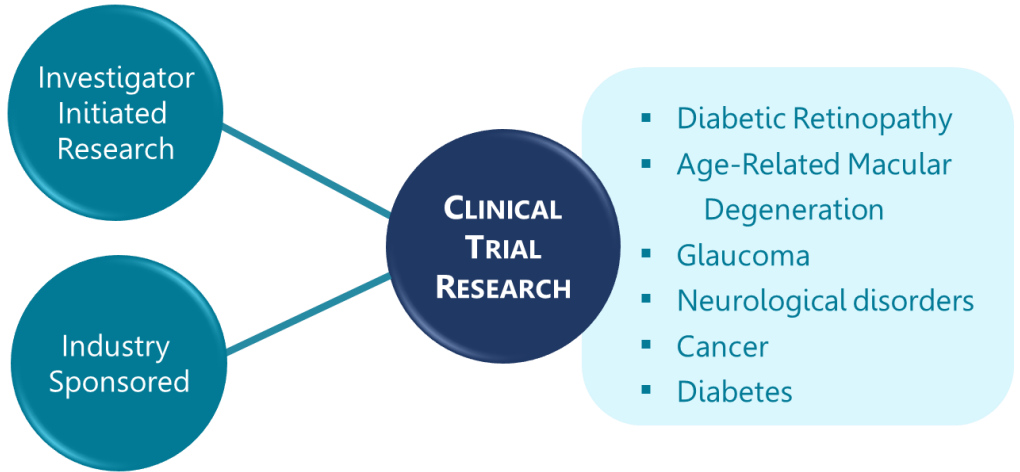 Investigator
Initiated
Research
Industry
Sponsored
CLINICAL
TRIAL
RESEARCH
▪ Diabetic Retinopathy
▪ Age-Related Macular
Degeneration
▪ Glaucoma
▪ Neurological disorders
▪ Cancer
▪ Diabetes